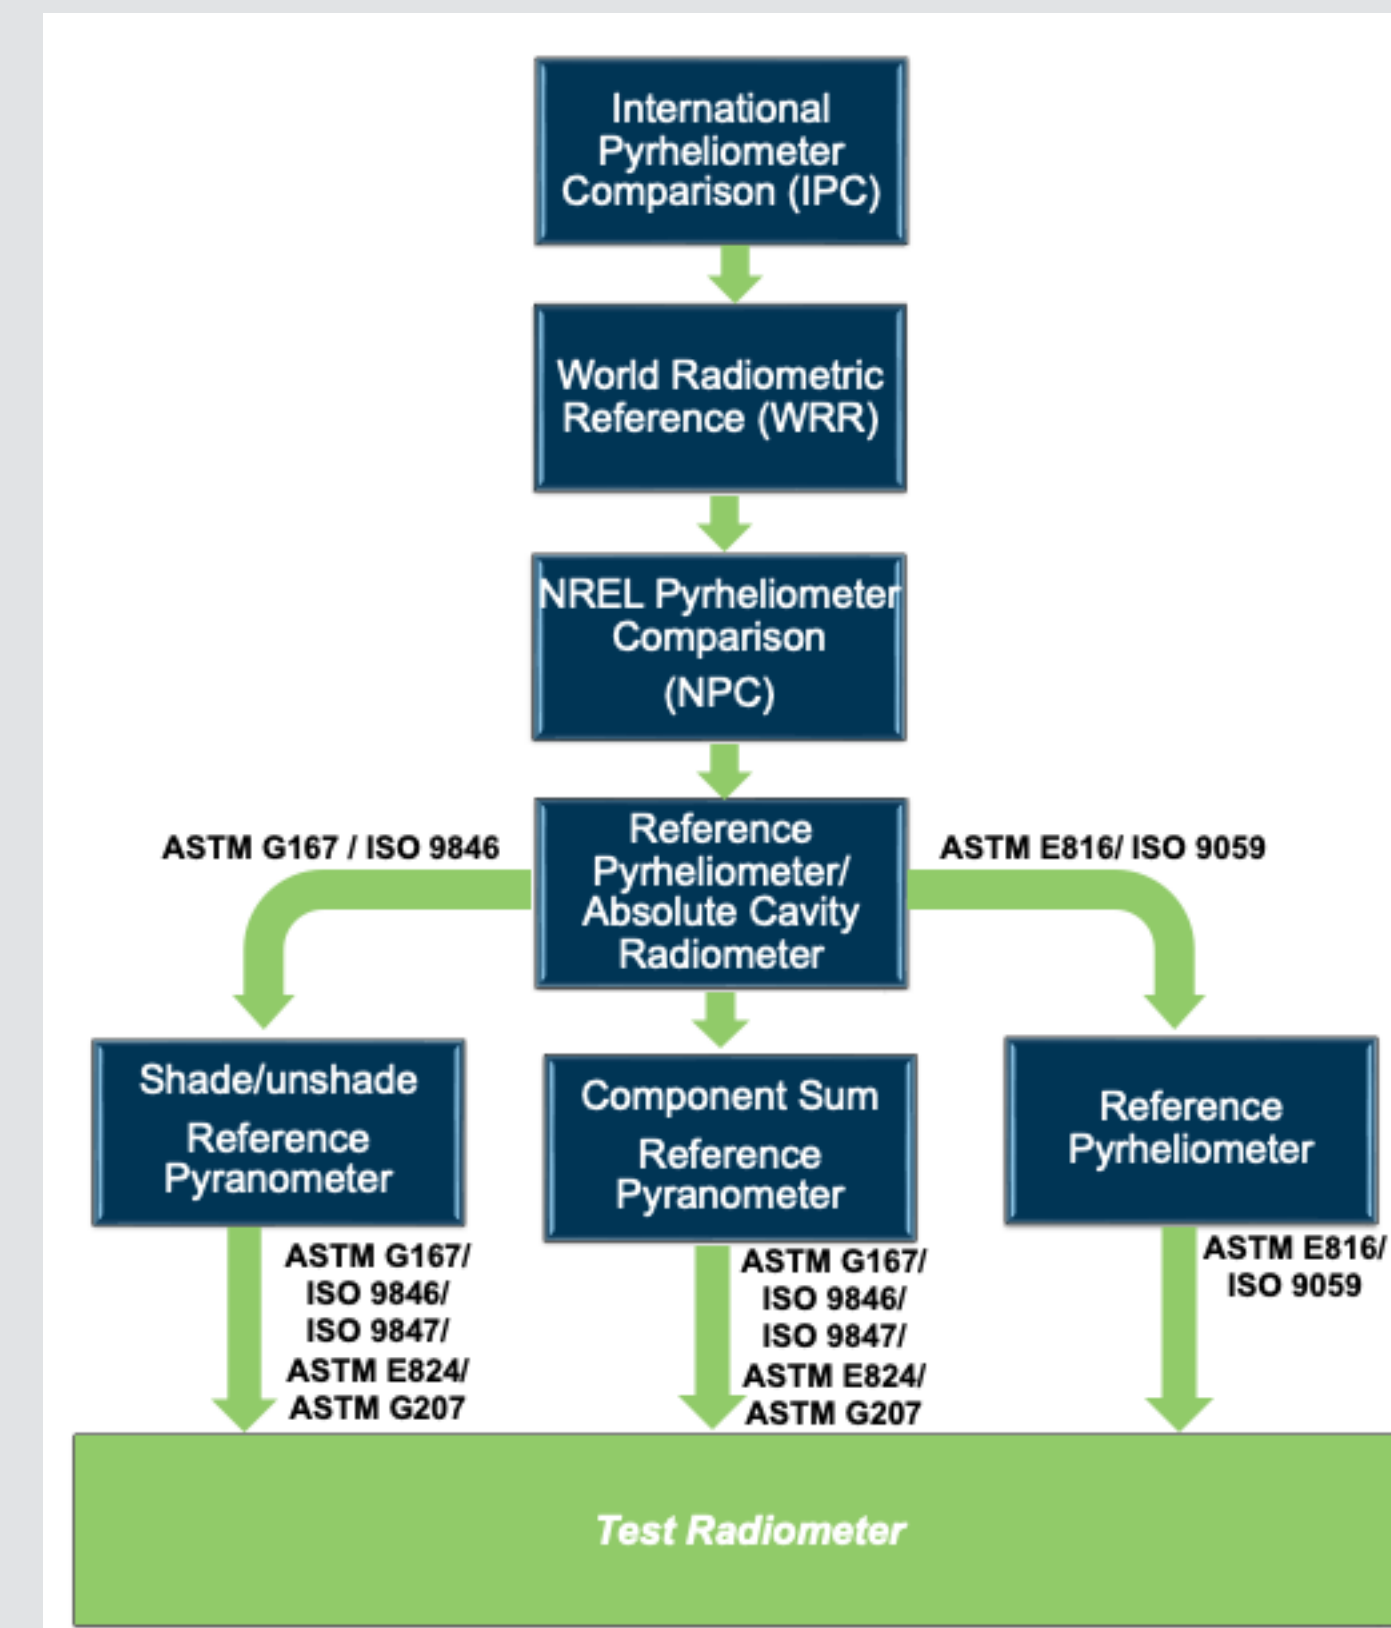 International
Pyrheliometer
Comparison (IPC)
World Radiometric
Reference (WRR)
NREL Pyrheliometer
Comparison
(NPC)
Reference
Pyrheliometer/
Absolute Cavity
Radiometer
ASTM G167 / ISO 9846
ASTM E816/ ISO 9059
Shade/unshade
Reference
Pyranometer
Component Sum
Reference
Pyranometer
Reference
Pyrheliometer
ASTM G167/
ISO 9846/
ISO 9847/
ASTM E824/
ASTM G207
ASTM G167/
ISO 9846/
ISO 9847/
ASTM E824/
ASTM G207
ASTM E816/
ISO 9059
Test Radiometer